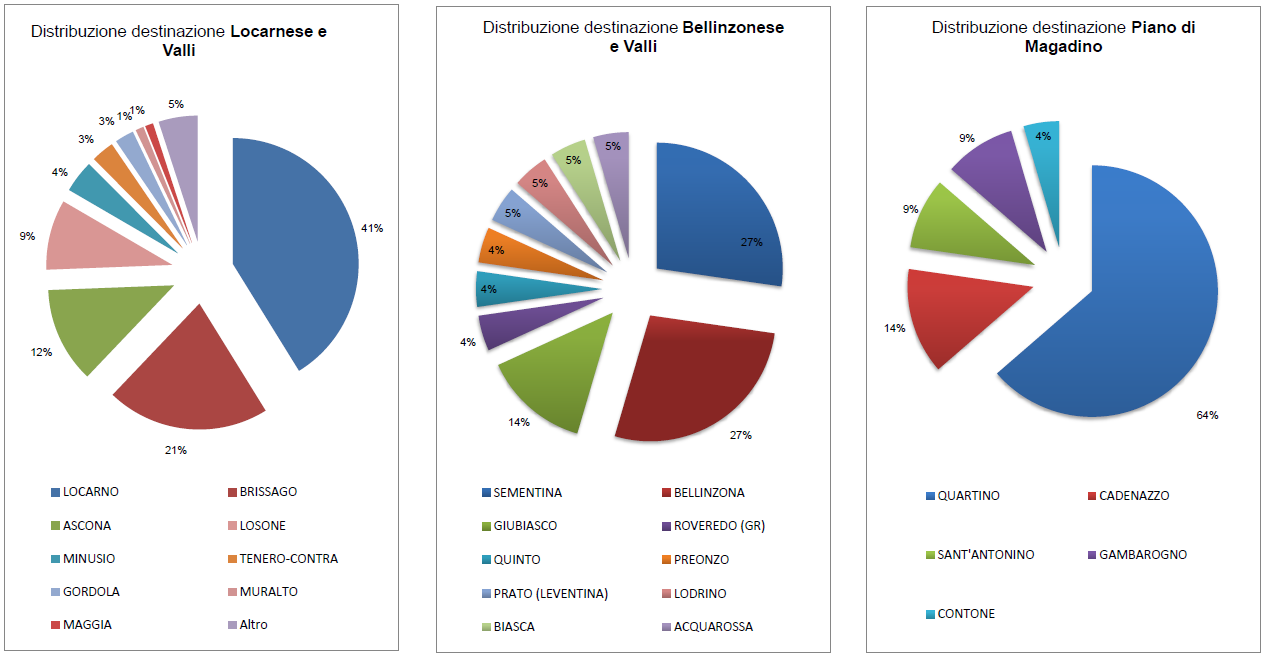 Distribuzione destinazione Locarnese e
Valli
5%
1%
1%
3%
3%
4%
9%
12%
21%
41%
LOCARNO
BRISSAGO
ASCONA
LOSONE
MINUSIO
TENERO-CONTRA
GORDOLA
MURALTO
MAGGIA
Altro
Distribuzione destinazione Bellinzonese
e Valli
5%
5%
5%
5%
4%
4%
4%
14%
27%
27%
SEMENTINA
BELLINZONA
GIUBIASCO
ROVEREDO (GR)
QUINTO
PREONZO
PRATO (LEVENTINA)
LODRINO
BIASCA
ACQUAROSSA
Distribuzione destinazione Piano di
Magadino
4%
9%
9%
14%
64%
QUARTINO
CADENAZZO
SANT'ANTONINO
GAMBAROGNO
CONTONE